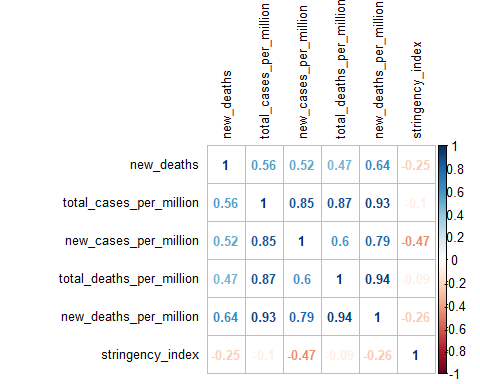 new_deaths
total_cases_per_million
new_cases_per_million
total_deaths_per_million
new_deaths_per_million
stringency_index
new_deaths 1 0.56 0.52 0.47 0.64 -0.25
total_cases_per_million 0.56 1 0.85 0.87 0.93 -0.1
new_cases_per_million 0.52 0.85 1 0.6 0.79 -0.47
total_deaths_per_million 0.47 0.87 0.6 1 0.94 -0.09
new_deaths_per_million 0.64 0.93 0.79 0.94 1 -0.26
stringency_index -0.25 -0.1 -0.47 -0.09 -0.26 1
1
0.8
0.6
0.4
0.2
0
-0.2
-0.4
-0.6
-0.8
-1